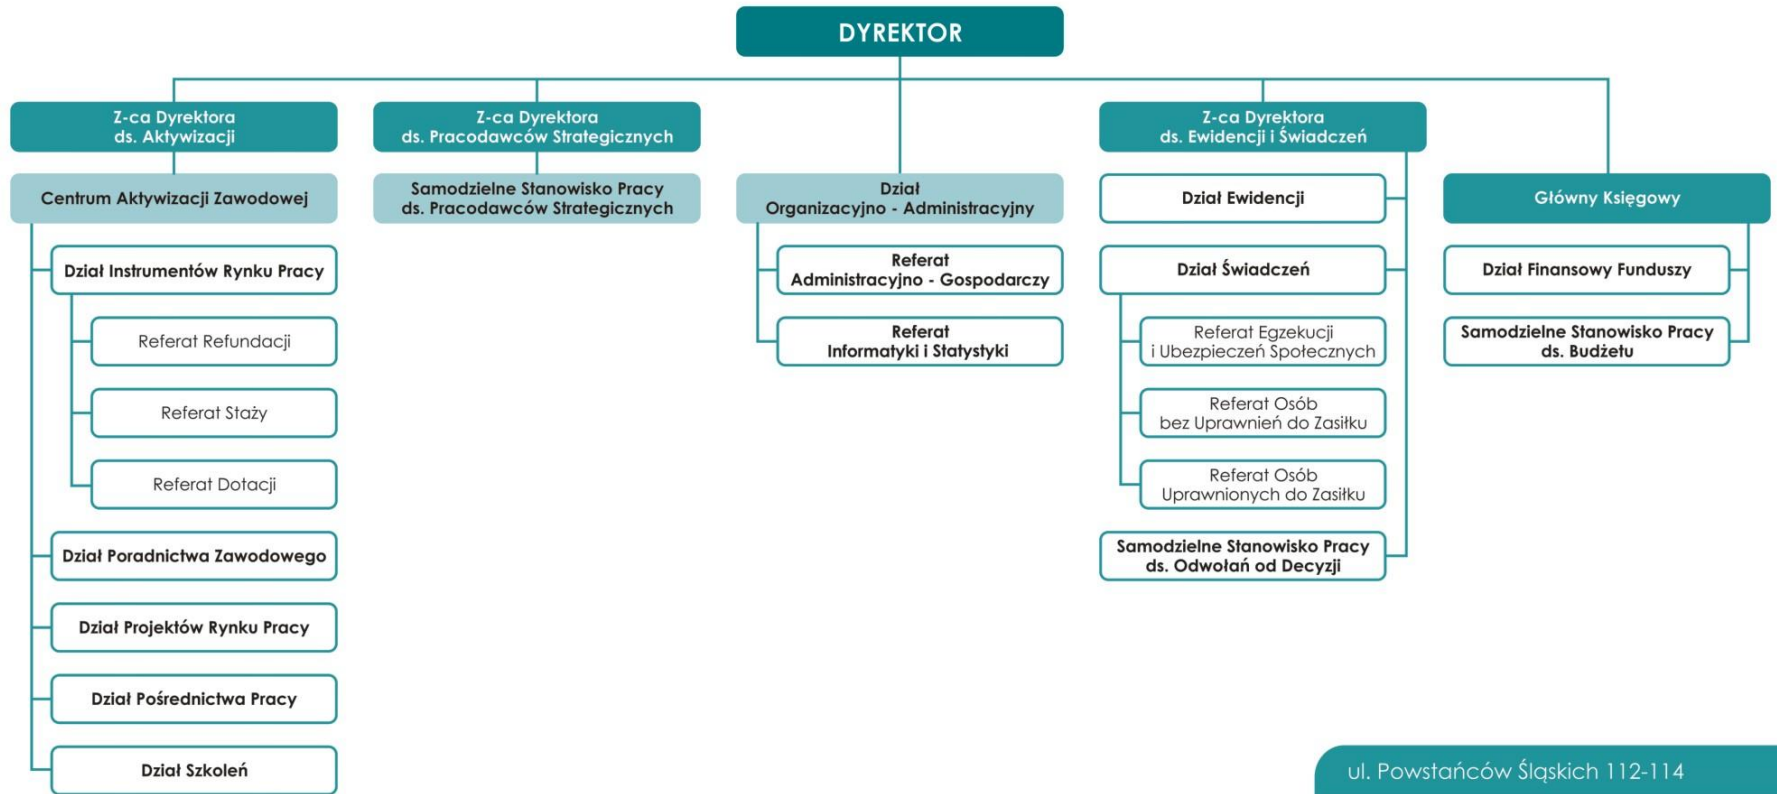 DYREKTOR
Z-ca Dyrektora
ds. Aktywizacji
Centrum Aktywizacji Zawodowej
Dział Instrumentów Rynku Pracy
Referat Refundacji
Referat Staży
Referat Dotacji
Dział Poradnictwa Zawodowego
Dział Projektów Rynku Pracy
Dział Pośrednictwa Pracy
Dział Szkoleń
Z-ca Dyrektora
ds. Pracodawców Strategicznych
Samodzielne Stanowisko Pracy
ds. Pracodawców Strategicznych
Dział
Organizacyjno - Administracyjny
Referat
Administracyjno - Gospodarczy
Referat
Informatyki i Statystyki
Z-ca Dyrektora
ds. Ewidencji i Świadczeń
Dział Ewidencji
Dział Świadczeń
Referat Egzekucji
i Ubezpieczeń Społecznych
Referat Osób
bez Uprawnień do Zasiłku
Referat Osób
Uprawnionych do Zasiłku
Samodzielne Stanowisko Pracy
ds. Odwołań od Decyzji
Główny Księgowy
Dział Finansowy Funduszy
Samodzielne Stanowisko Pracy
ds. Budżetu
ul. Powstańców Śląskich 112-114